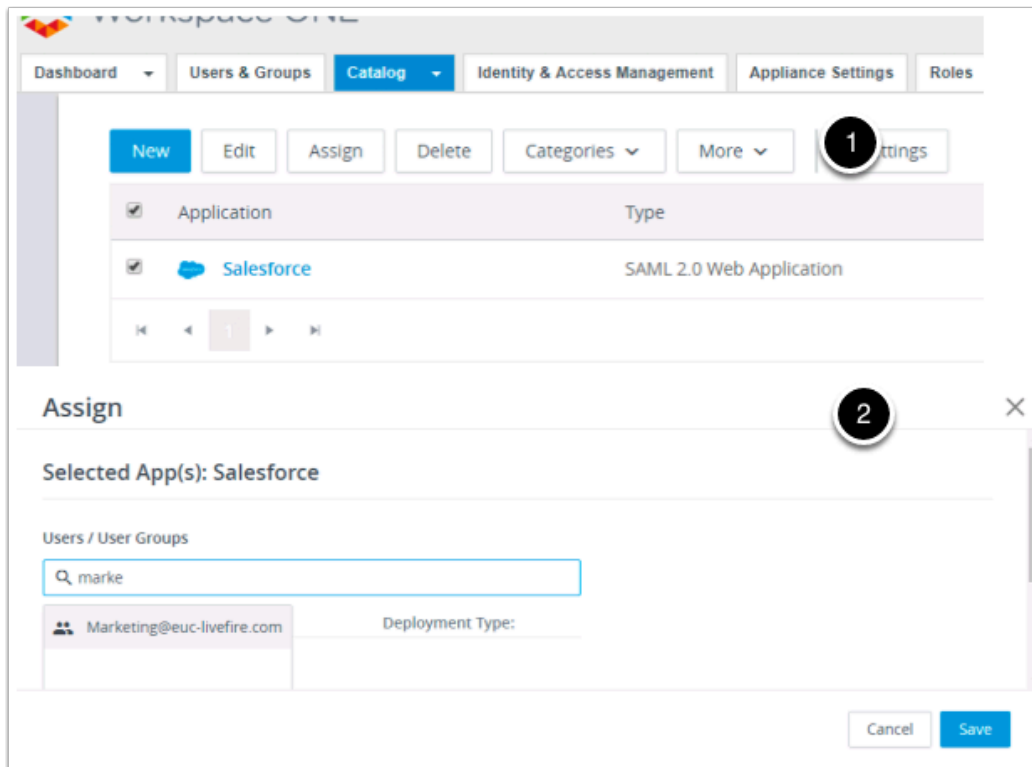 Workspace ONE
Dashboard Users & Groups Catalog Identity & Access Management Appliance Settings Roles
New Edit Assign Delete Categories More 1 ttings
Application Type
Salesforce SAML 2.0 Web Application
1
Assign 2
Selected App(s): Salesforce
Users / User Groups
marke
Marketing@euc-livefire.com Deployment Type:
Cancel Save